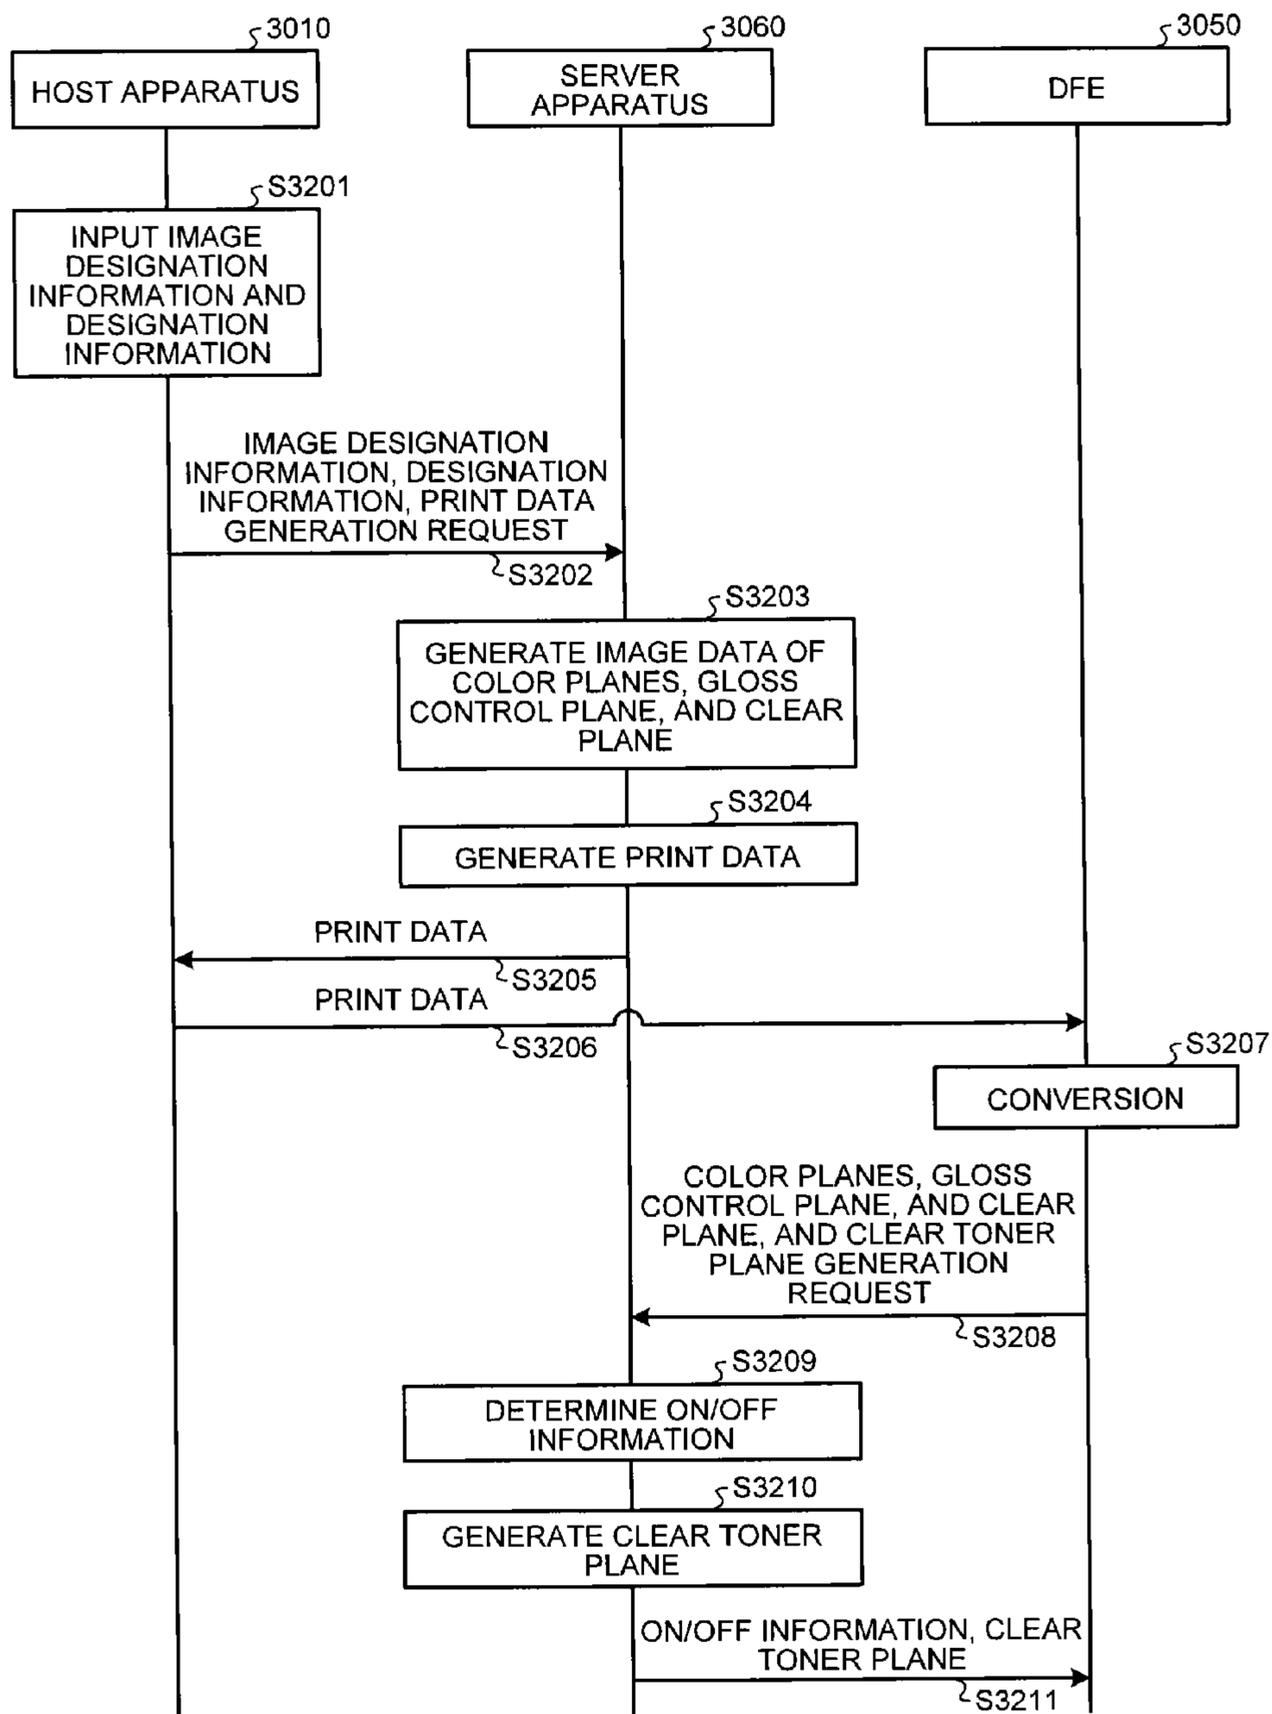 3010
HOST APPARATUS
3060
SERVER
APPARATUS
3050
DFE
S3201
INPUT IMAGE
DESIGNATION
INFORMATION AND
DESIGNATION
INFORMATION
IMAGE DESIGNATION
INFORMATION, DESIGNATION
INFORMATION, PRINT DATA
GENERATION REQUEST
S3202
S3203
GENERATE IMAGE DATA OF
COLOR PLANES, GLOSS
CONTROL PLANE, AND CLEAR
PLANE
S3204
GENERATE PRINT DATA
PRINT DATA
S3205
PRINT DATA
S3206
S3207
CONVERSION
COLOR PLANES, GLOSS
CONTROL PLANE, AND CLEAR
PLANE, AND CLEAR TONER
PLANE GENERATION
REQUEST
S3208
S3209
DETERMINE ON/OFF
INFORMATION
S3210
GENERATE CLEAR TONER
PLANE
ON/OFF INFORMATION, CLEAR
TONER PLANE
S3211